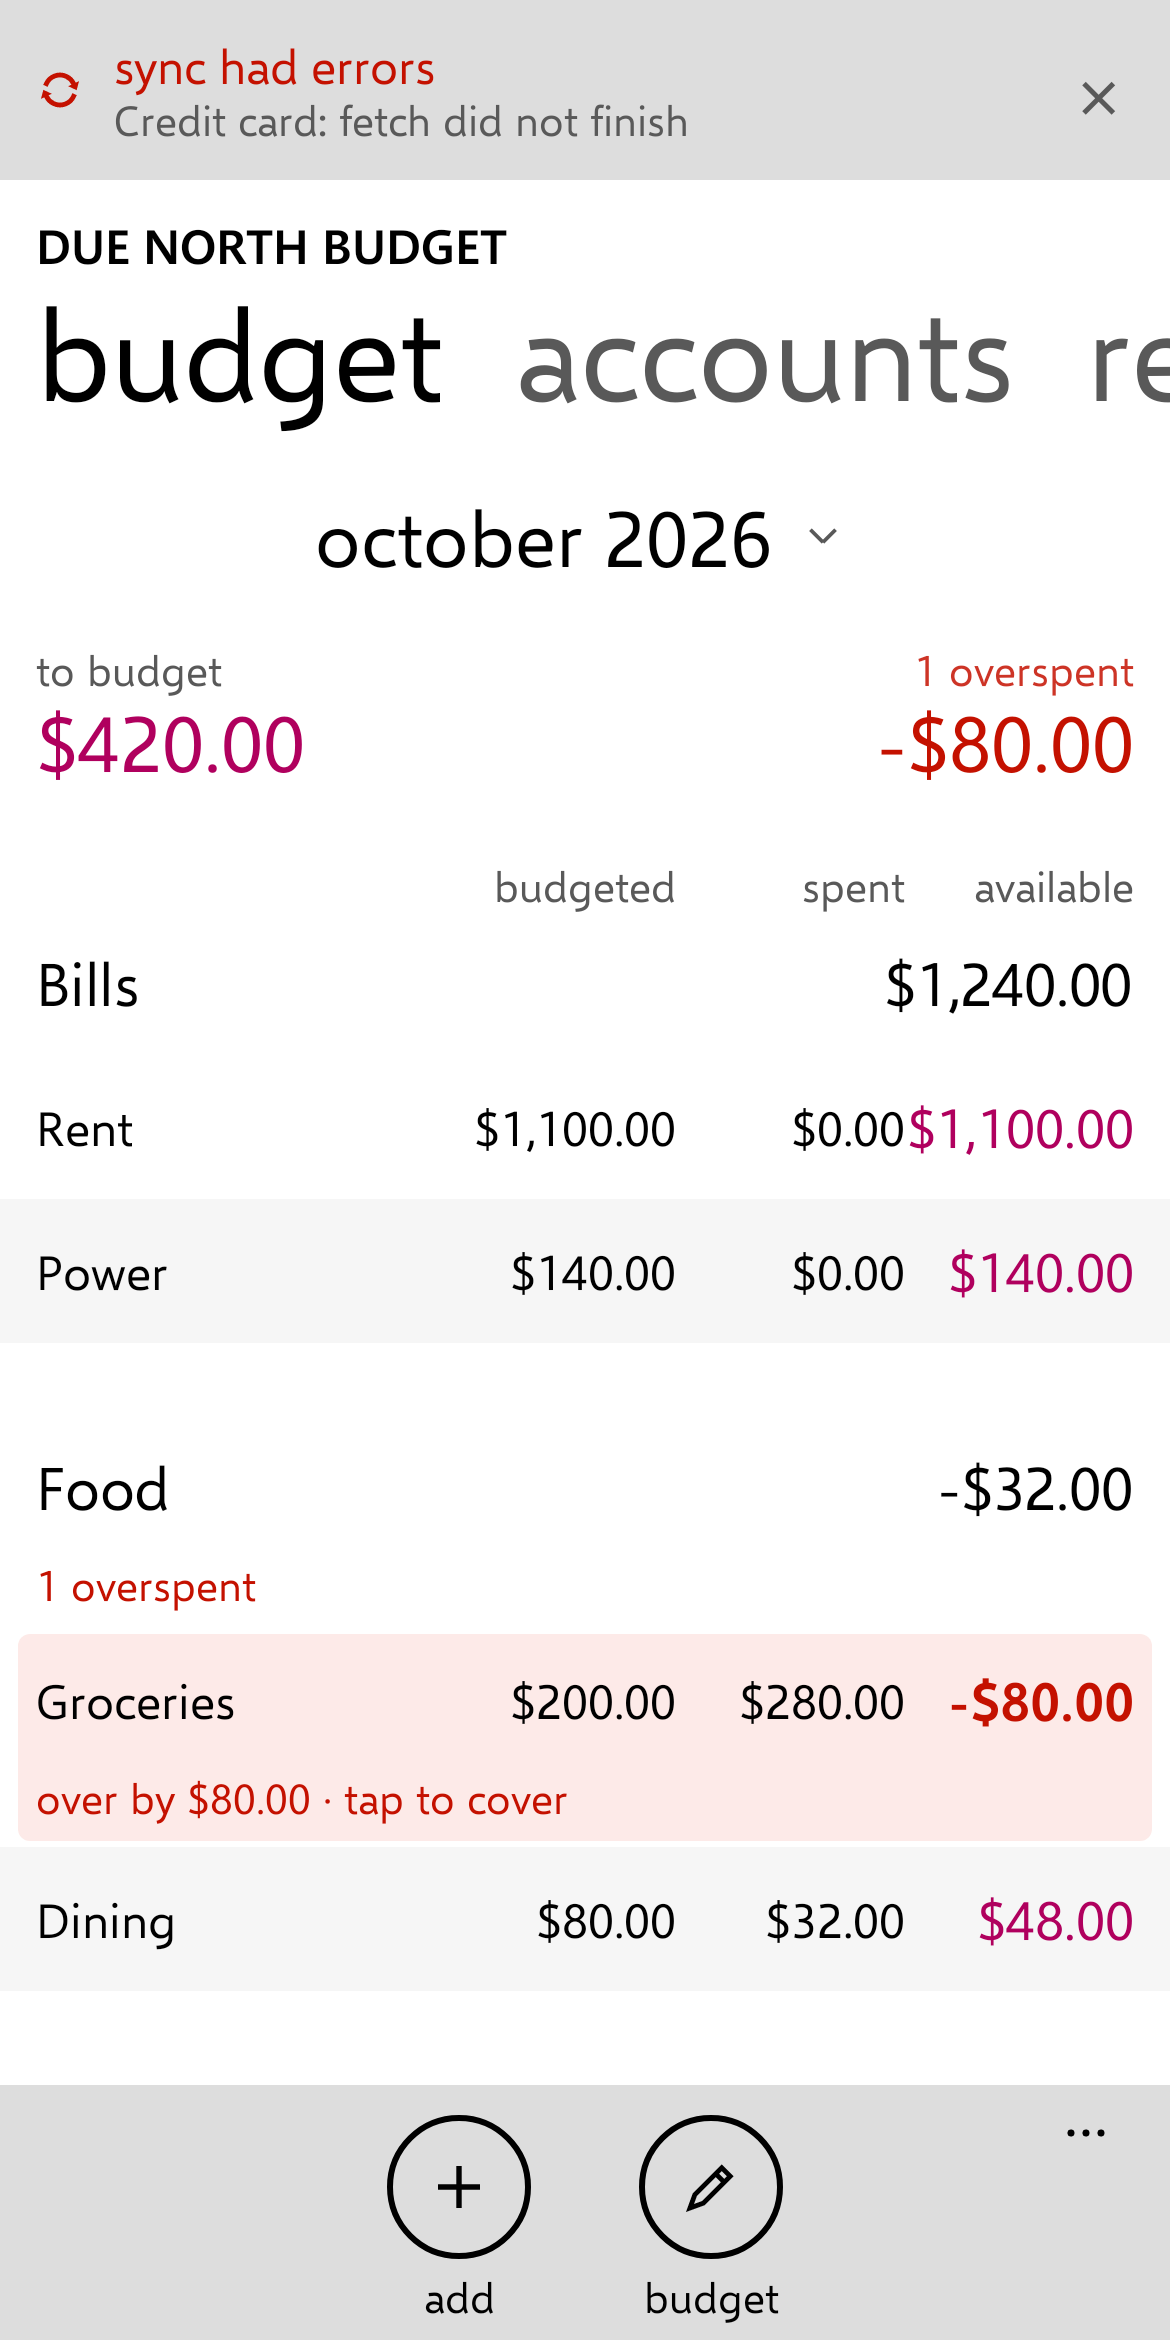 sync had errors
Credit card: fetch did not finish
DUE NORTH BUDGET
budget accounts re
october 2026
to budget 1 overspent
$420.00 -$80.00
budgeted spent available
Bills $1,240.00
Rent $1,100.00 $0.00 $1,100.00
Power $140.00 $0.00 $140.00
Food -$32.00
1 overspent
Groceries $200.00 $280.00 -$80.00
over by $80.00 · tap to cover
Dining $80.00 $32.00 $48.00
add budget